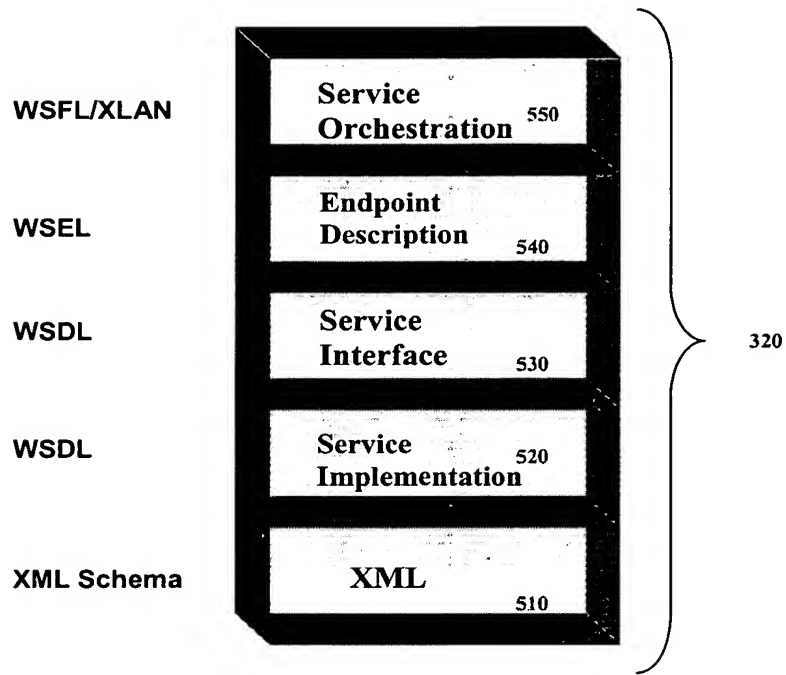 WSFL/XLAN
Service
Orchestration 550
WSEL
Endpoint
Description 540
WSDL
Service
Interface 530
320
WSDL
Service
Implementation 520
XML Schema
XML
510